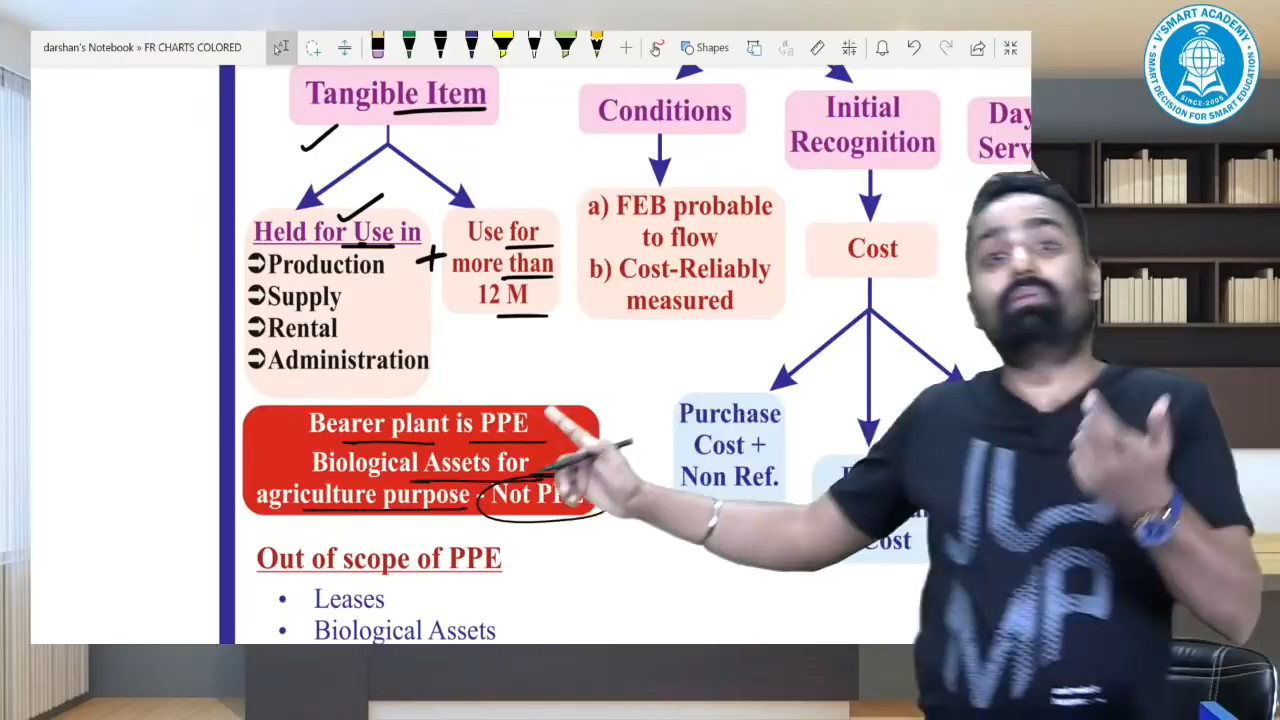 darshan's Notebook » FR CHARTS COLORED
Shapes
V'SMART ACADEMY
SINCE-2005
SMART DECISION FOR SMART EDUCATION
Tangible Item
Held for Use in
➲Production
➲Supply
➲Rental
➲Administration
+
Use for
more than
12 M
Conditions
a) FEB probable
to flow
b) Cost-Reliably
measured
Initial
Recognition
Cost
Purchase
Cost +
Non Ref.
Cost
Bearer plant is PPE
Biological Assets for
agriculture purpose - Not PPE
Out of scope of PPE
• Leases
• Biological Assets